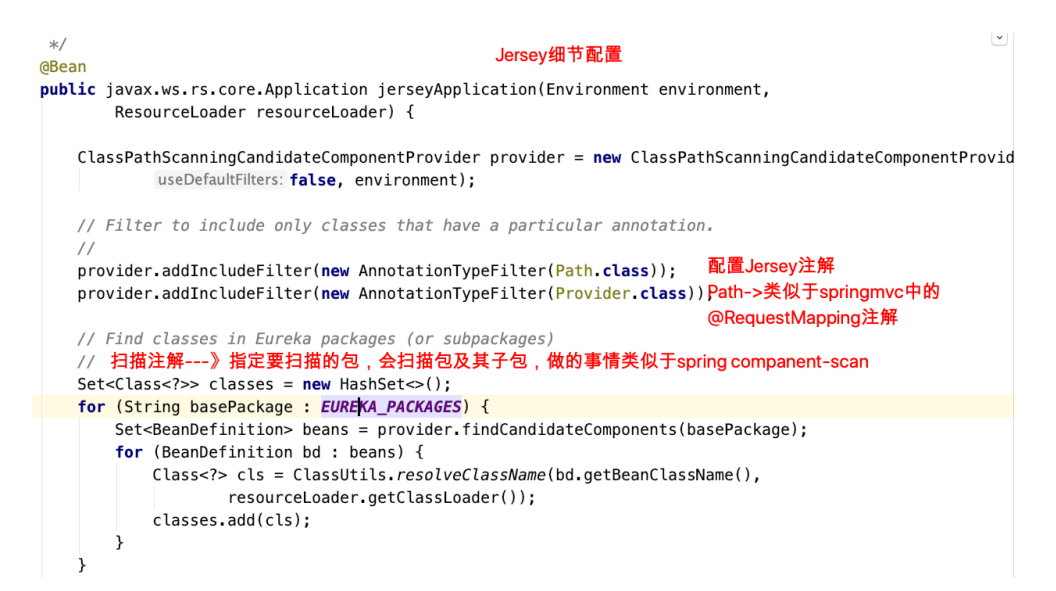 */
Jersey细节配置
@Bean
public javax.ws.rs.core.Application jerseyApplication(Environment environment,
ResourceLoader resourceLoader) {
ClassPathScanningCandidateComponentProvider provider = new ClassPathScanningCandidateComponentProvid
useDefaultFilters: false, environment);
// Filter to include only classes that have a particular annotation.
//
provider.addIncludeFilter(new AnnotationTypeFilter(Path.class)); 配置Jersey注解
provider.addIncludeFilter(new AnnotationTypeFilter(Provider.class)); Path->类似于springmvc中的
@RequestMapping注解
// Find classes in Eureka packages (or subpackages)
// 扫描注解---》指定要扫描的包，会扫描包及其子包，做的事情类似于spring companent-scan
Set<Class<?>> classes = new HashSet<>();
for (String basePackage : EUREKA_PACKAGES) {
Set<BeanDefinition> beans = provider.findCandidateComponents(basePackage);
for (BeanDefinition bd : beans) {
Class<?> cls = ClassUtils.resolveClassName(bd.getBeanClassName(),
resourceLoader.getClassLoader());
classes.add(cls);
}
}